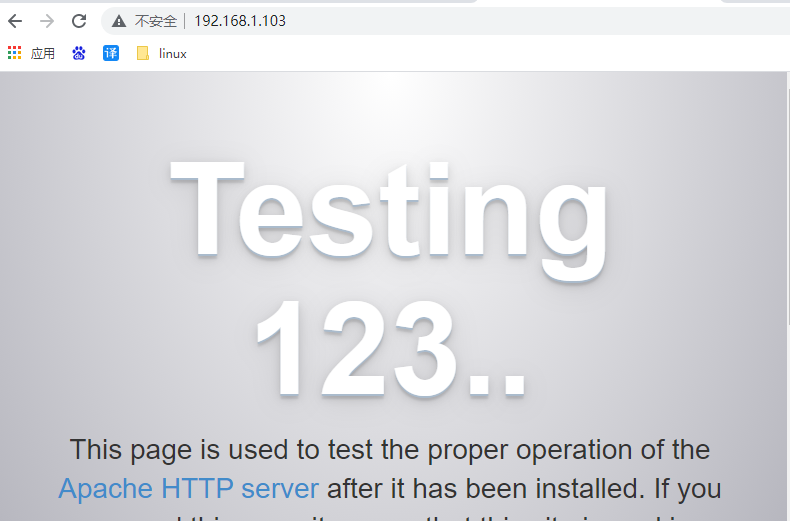 不安全 192.168.1.103
应用 译 linux
Testing
123..
This page is used to test the proper operation of the
Apache HTTP server after it has been installed. If you